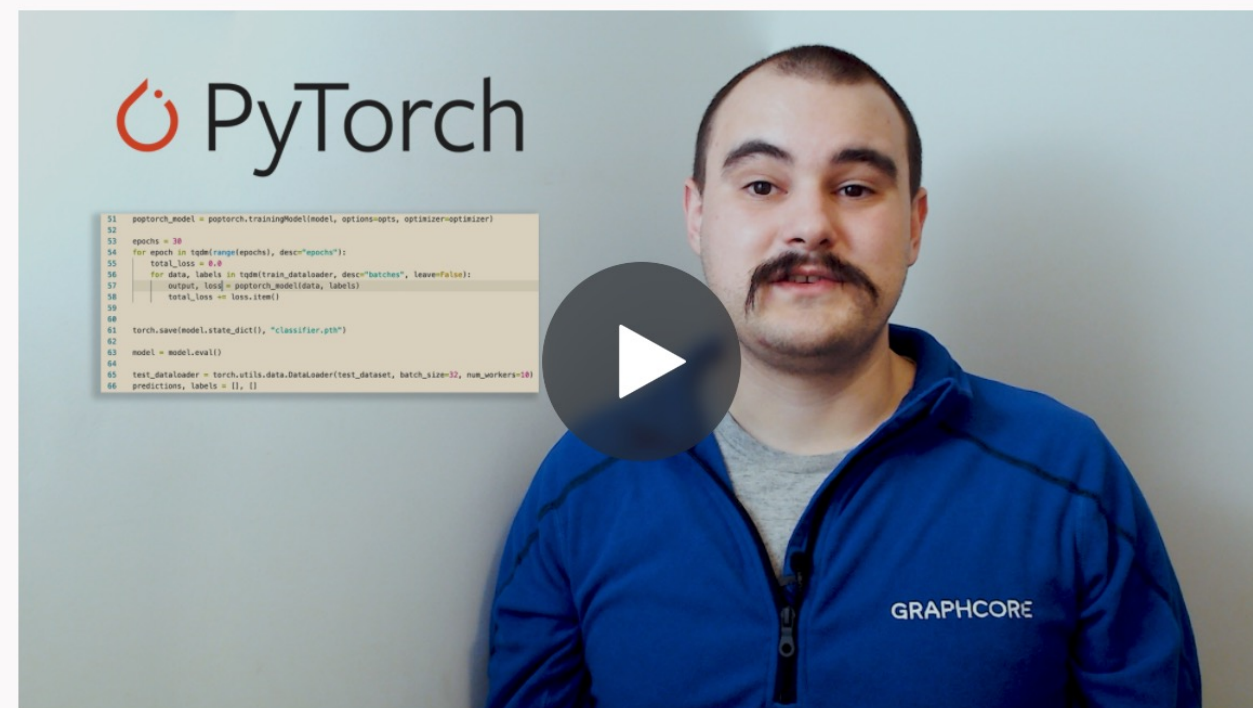 PyTorch
51 poptorch_model = poptorch.trainingModel(model, options=opts, optimizer=optimizer)
52
53 epochs = 30
54 for epoch in tqdm(range(epochs), desc="epochs"):
55 total_loss = 0.0
56 for data, labels in tqdm(train_dataloader, desc="batches", leave=False):
57 output, loss = poptorch_model(data, labels)
58 total_loss += loss.item()
59
60
61 torch.save(model.state_dict(), "classifier.pth")
62
63 model = model.eval()
64
65 test_dataloader = torch.utils.data.DataLoader(test_dataset, batch_size=32, num_workers=10)
66 predictions, labels = [], []
GRAPHCORE